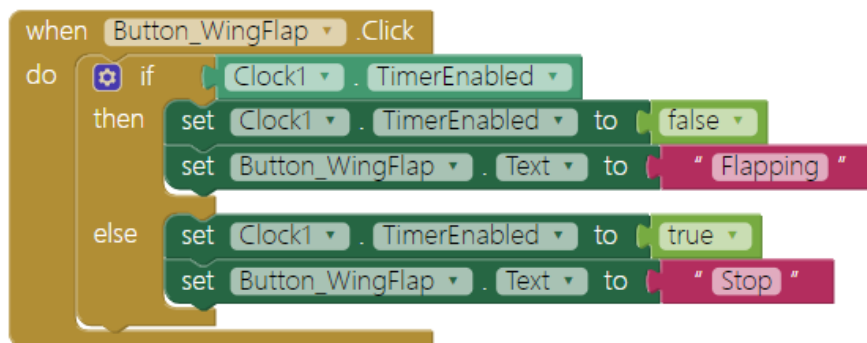 when Button_WingFlap .Click
do if Clock1 . TimerEnabled
then set Clock1 . TimerEnabled to false
set Button_WingFlap . Text to " Flapping "
else set Clock1 . TimerEnabled to true
set Button_WingFlap . Text to " Stop "